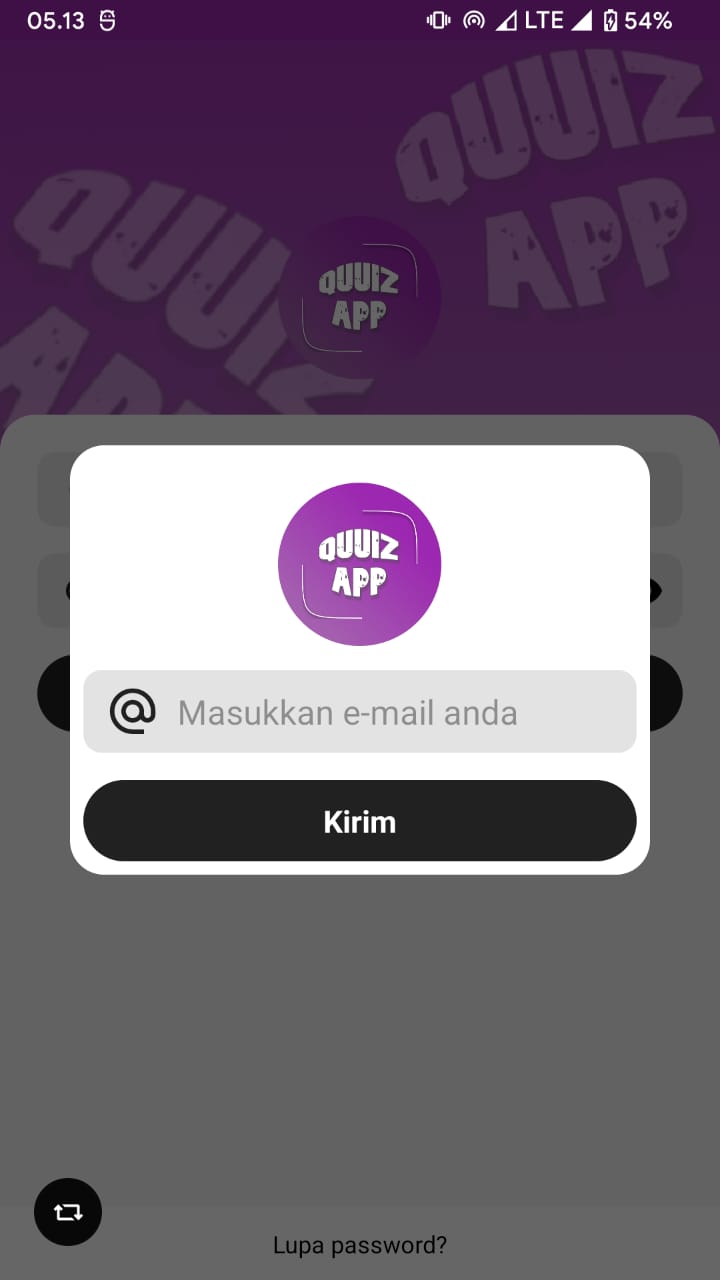 05.13
LTE
54%
QUUIZ
APP
QUUIZ
APP
QUUIZ
APP
QUUIZ
APP
Masukkan e-mail anda
Kirim
Lupa password?